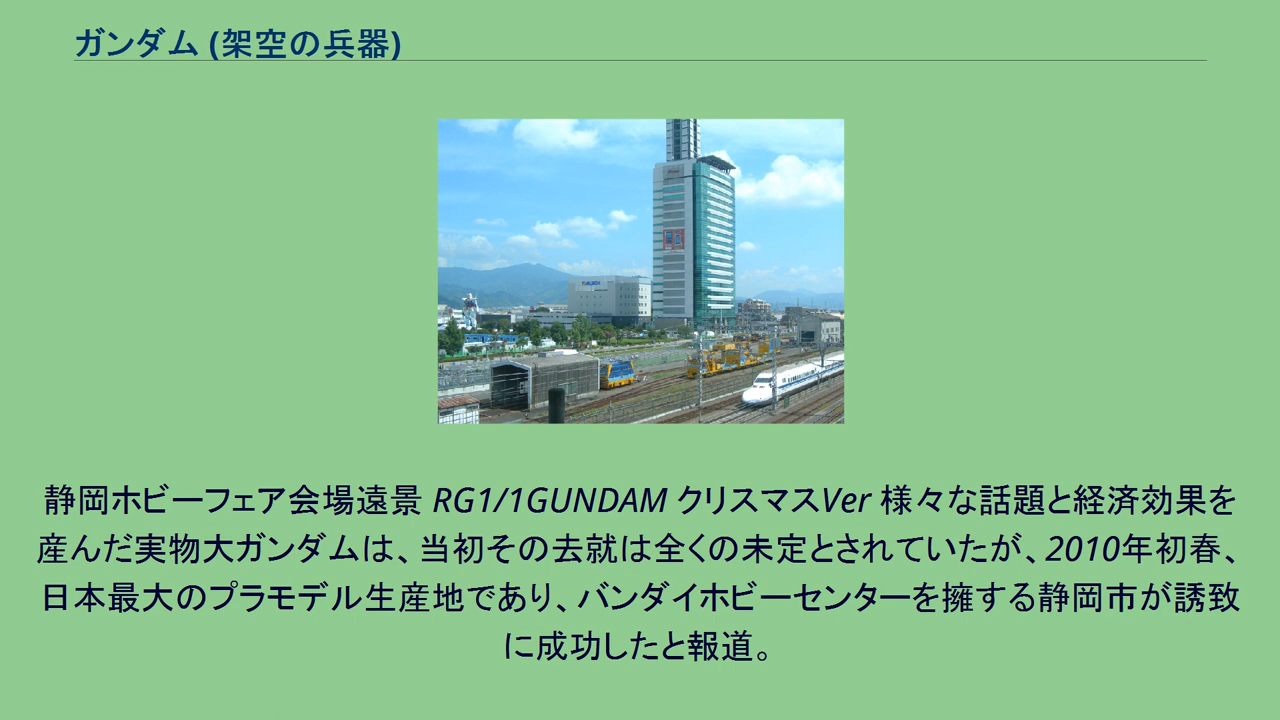 ガンダム (架空の兵器)
静岡ホビーフェア会場遠景 RG1/1GUNDAM クリスマスVer 様々な話題と経済効果を
産んだ実物大ガンダムは、当初その去就は全くの未定とされていたが、2010年初春、
日本最大のプラモデル生産地であり、バンダイホビーセンターを擁する静岡市が誘致
に成功したと報道。